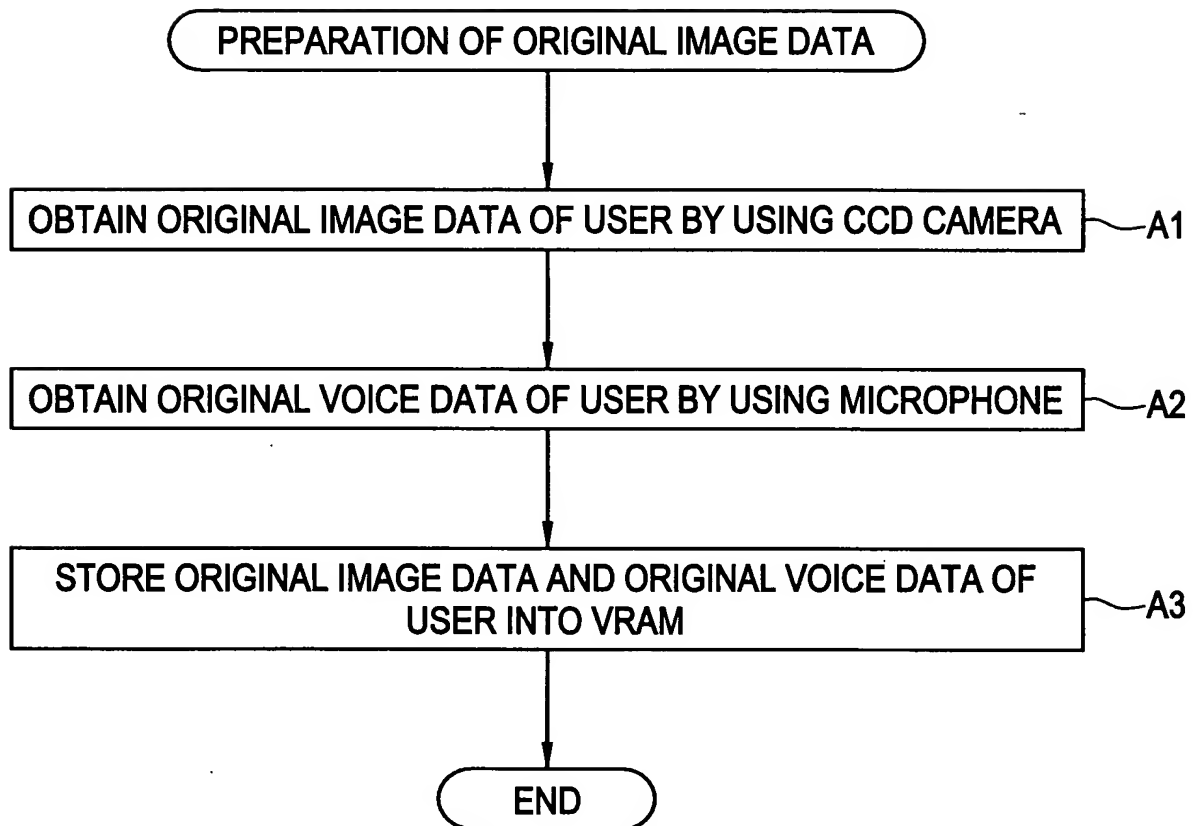 PREPARATION OF ORIGINAL IMAGE DATA
OBTAIN ORIGINAL IMAGE DATA OF USER BY USING CCD CAMERA
A1
OBTAIN ORIGINAL VOICE DATA OF USER BY USING MICROPHONE
A2
STORE ORIGINAL IMAGE DATA AND ORIGINAL VOICE DATA OF
USER INTO VRAM
A3
END